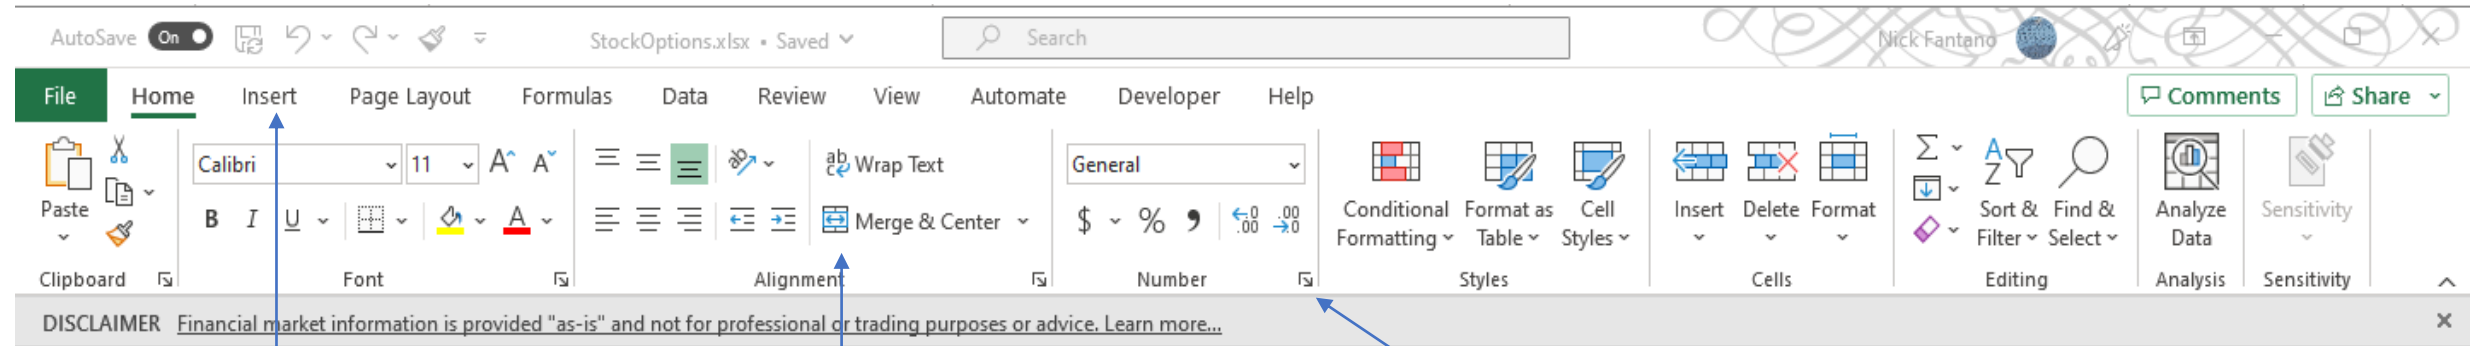 AutoSave On StockOptions.xlsx • Saved Search Nick Fantano
File Home Insert Page Layout Formulas Data Review View Automate Developer Help Comments Share
Calibri 11 A A ab Wrap Text General
Paste B I U A c Merge & Center $ % , .00 .00 Conditional Formatting Format as Table Cell Styles Insert Delete Format Σ A Z Sort & Filter Find & Select Analyze Data Sensitivity
Clipboard Font Alignment Number Styles Cells Editing Analysis Sensitivity
DISCLAIMER Financial market information is provided "as-is" and not for professional or trading purposes or advice. Learn more...